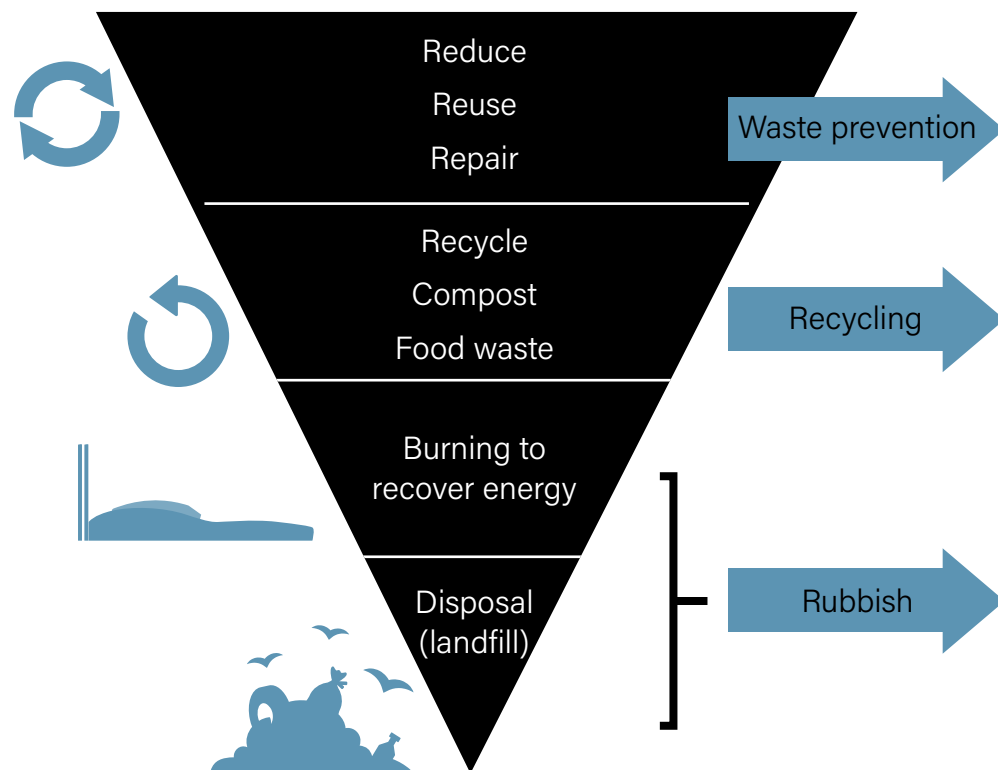 Reduce
Reuse
Repair
Waste prevention
Recycle
Compost
Food waste
Recycling
Burning to
recover energy
Disposal
(landfill)
Rubbish